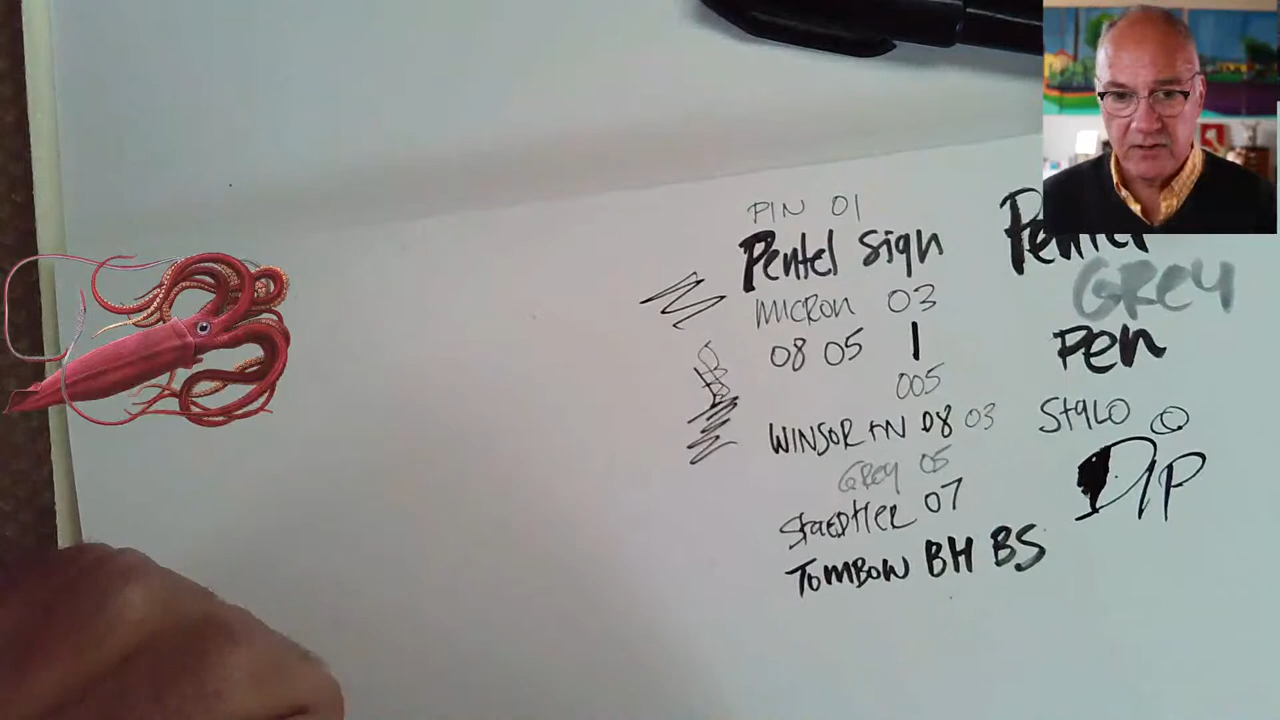 PIN 01
Pentel Sign
MICRON 03
08 05 1
005
WINSOR + N 08 03
GREY 05
StaEDtler 07
TOMBOW BH BS
Pentel
GREY
Pen
StyLO
DIP